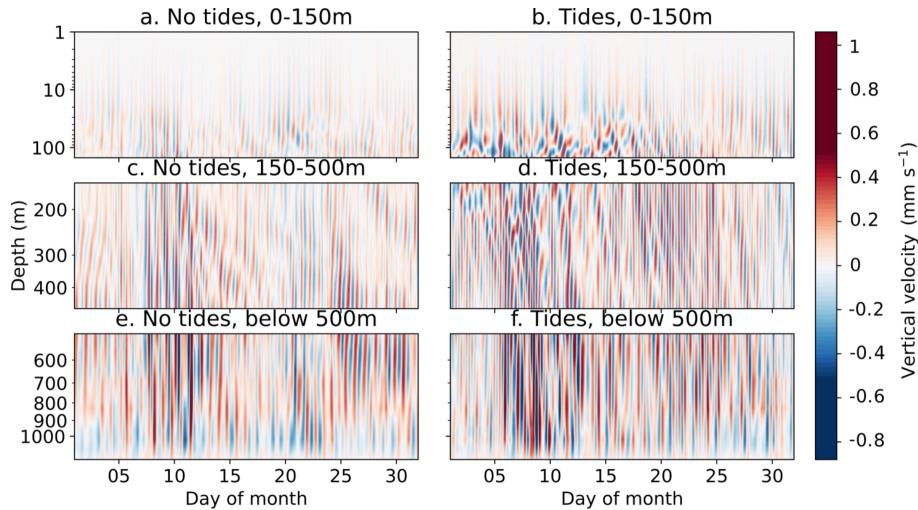 a. No tides, 0-150m
b. Tides, 0-150m
1
10
100
c. No tides, 150-500m
d. Tides, 150-500m
200
300
400
Depth (m)
e. No tides, below 500m
f. Tides, below 500m
600
700
800
900
1000
05 10 15 20 25 30
Day of month
05 10 15 20 25 30
Day of month
1
0.8
0.6
0.4
0.2
0
-0.2
-0.4
-0.6
-0.8
Vertical velocity (mm s⁻¹)